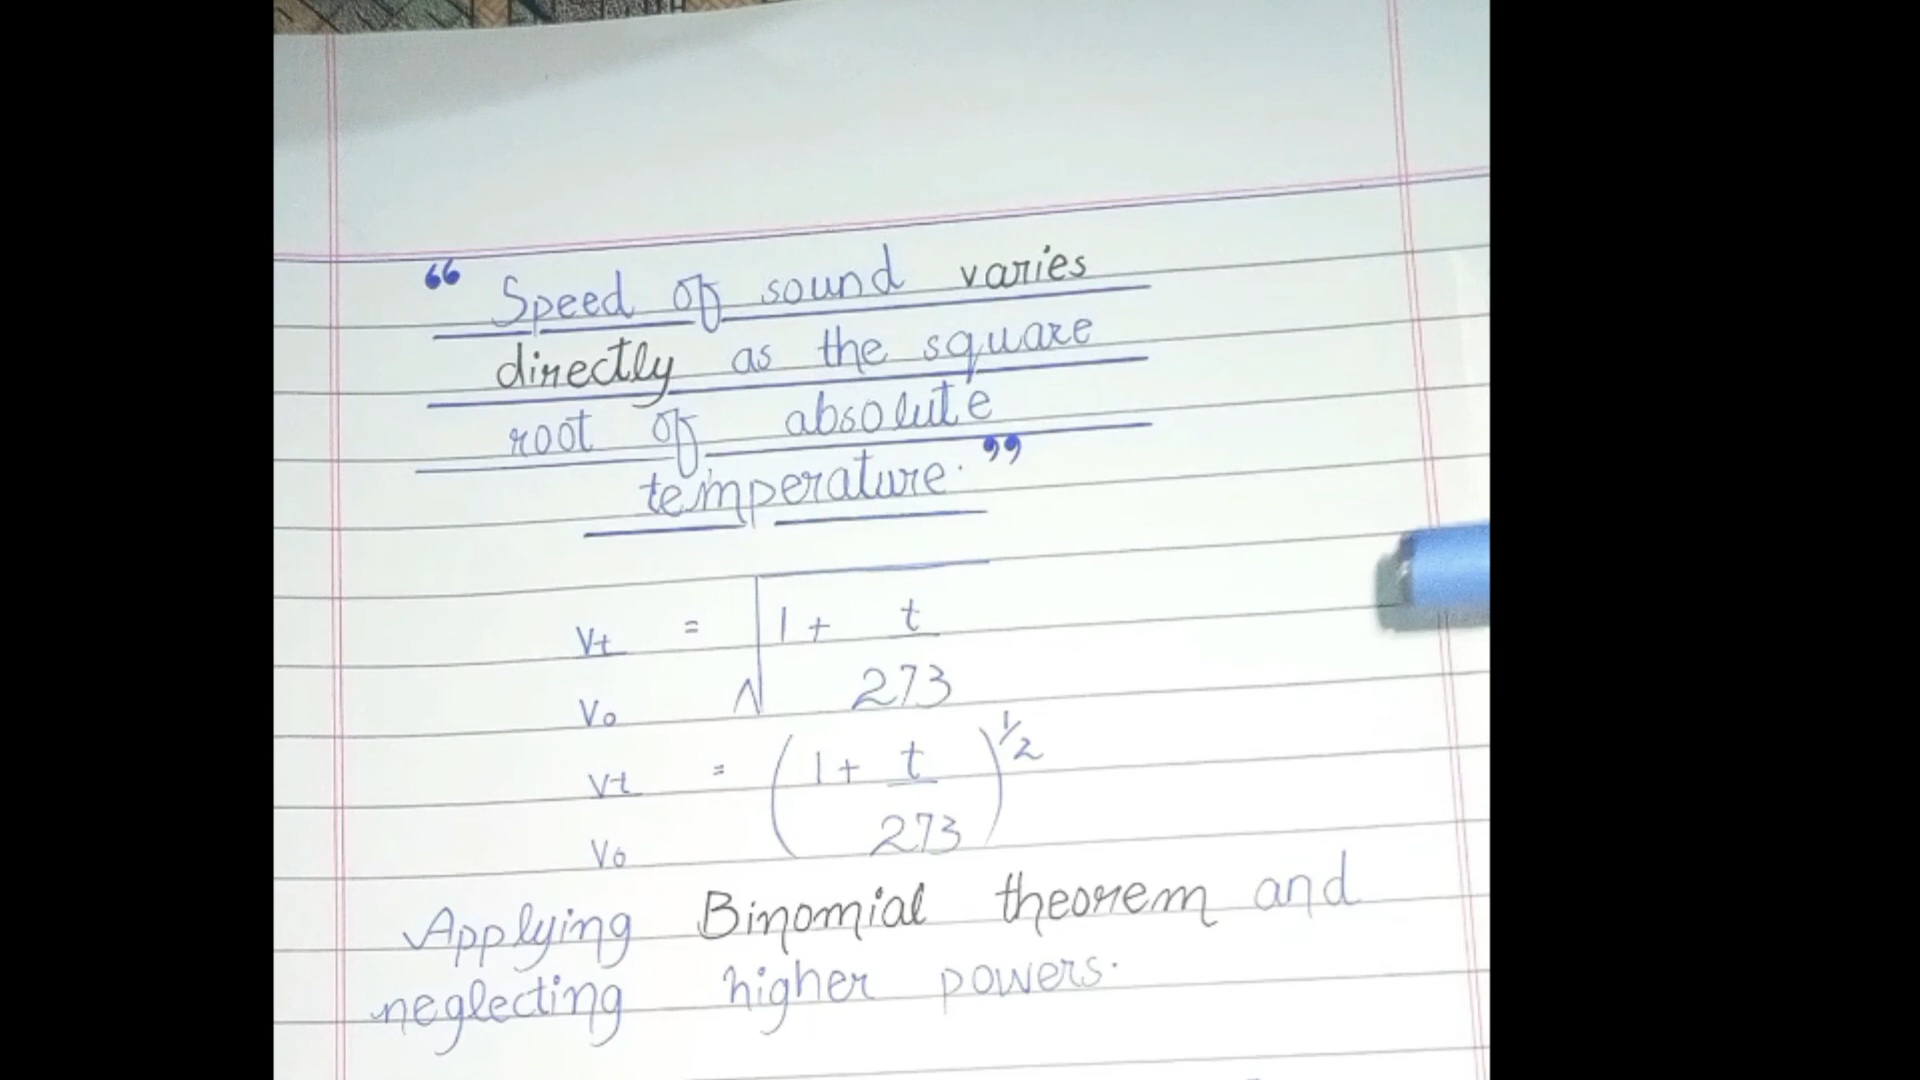 “ Speed of sound varies
directly as the square
root of absolute
temperature. ”
Vt/Vo = √(1 + t/273)
Vt/Vo = (1 + t/273)^1/2
Applying Binomial theorem and
neglecting higher powers.